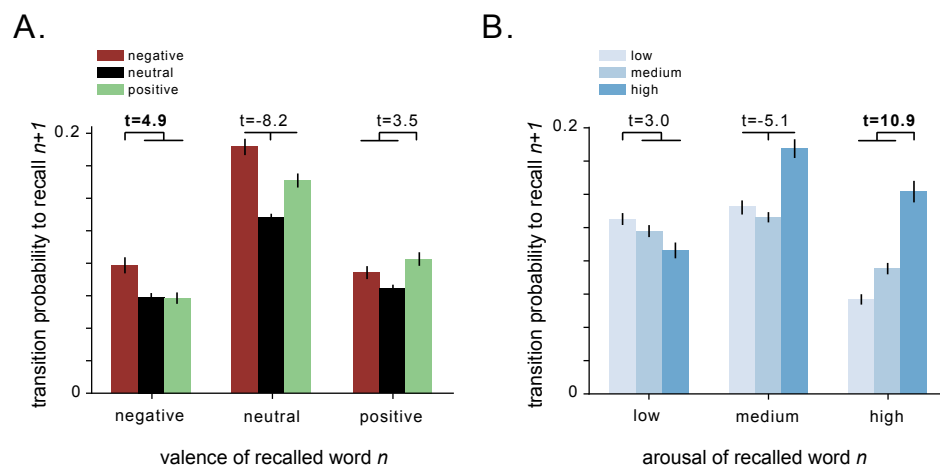 A.
negative
neutral
positive
t=4.9
t=-8.2
t=3.5
0.2
0
transition probability to recall n+1
negative
neutral
positive
valence of recalled word n
B.
low
medium
high
t=3.0
t=-5.1
t=10.9
0.2
0
transition probability to recall n+1
low
medium
high
arousal of recalled word n